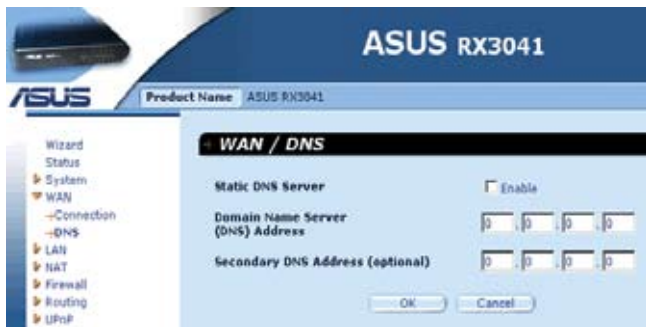 ASUS RX3041
ASUS
Product Name ASUS RX3041
Wizard
Status
System
WAN
Connection
DNS
LAN
NAT
Firewall
Routing
UPnP
WAN / DNS
Static DNS Server Enable
Domain Name Server
(DNS) Address 0 . 0 . 0 . 0
Secondary DNS Address (optional) 0 . 0 . 0 . 0
OK Cancel